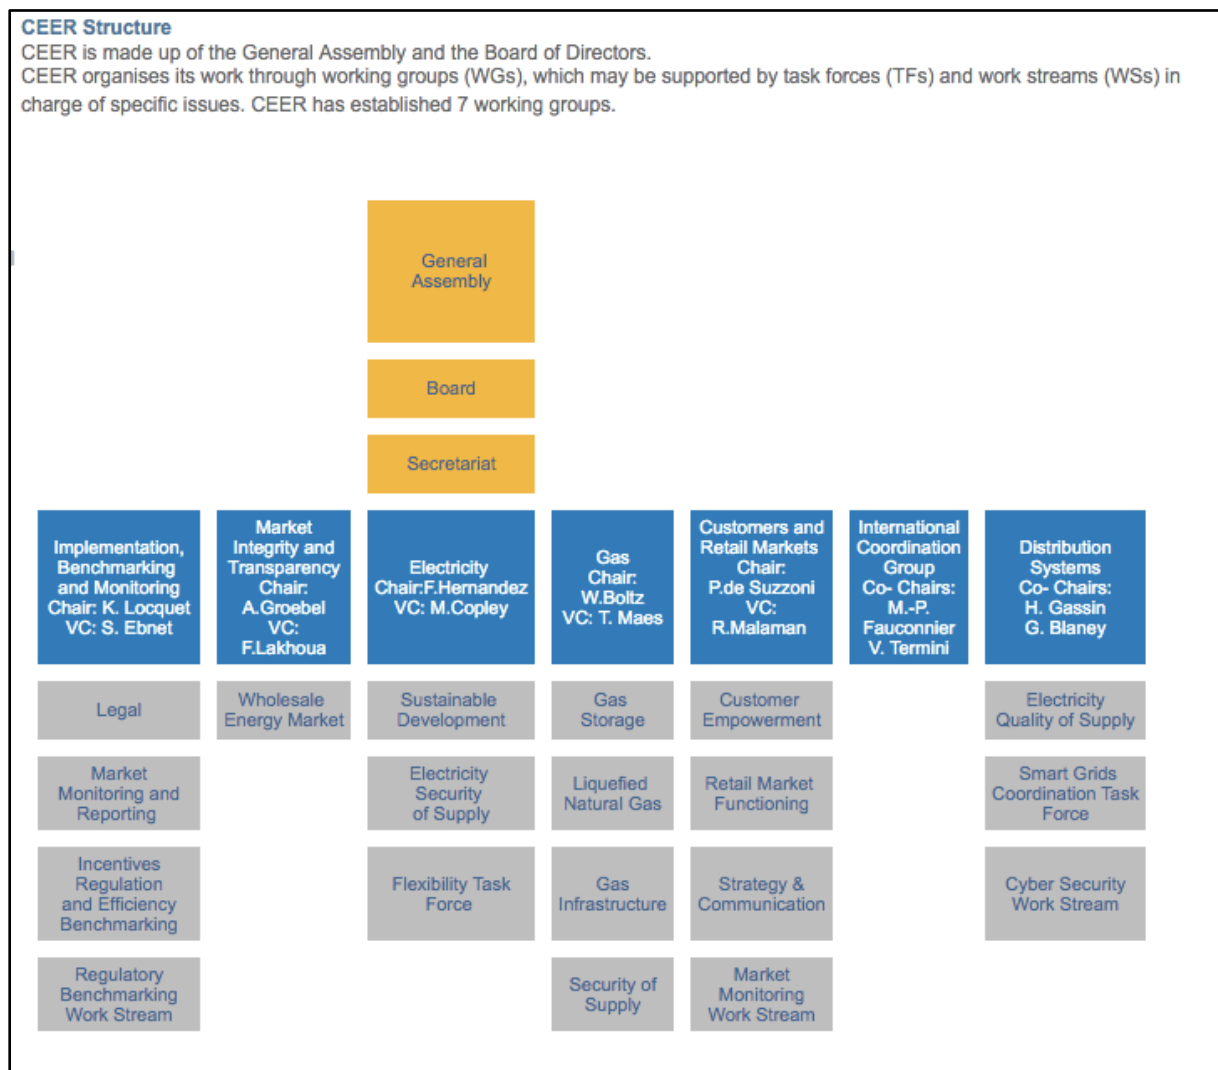 CEER Structure
CEER is made up of the General Assembly and the Board of Directors.
CEER organises its work through working groups (WGs), which may be supported by task forces (TFs) and work streams (WSs) in
charge of specific issues. CEER has established 7 working groups.
General
Assembly
Board
Secretariat
Implementation,
Benchmarking
and Monitoring
Chair: K. Locquet
VC: S. Ebnet
Market
Integrity and
Transparency
Chair:
A.Groebel
VC:
F.Lakhoua
Electricity
Chair:F.Hernandez
VC: M.Copley
Gas
Chair:
W.Boltz
VC: T. Maes
Customers and
Retail Markets
Chair:
P.de Suzzoni
VC:
R.Malaman
International
Coordination
Group
Co- Chairs:
M.-P.
Fauconnier
V. Termini
Distribution
Systems
Co- Chairs:
H. Gassin
G. Blaney
Legal
Wholesale
Energy Market
Sustainable
Development
Gas
Storage
Customer
Empowerment
Electricity
Quality of Supply
Market
Monitoring and
Reporting
Electricity
Security
of Supply
Liquefied
Natural Gas
Retail Market
Functioning
Smart Grids
Coordination Task
Force
Incentives
Regulation
and Efficiency
Benchmarking
Flexibility Task
Force
Gas
Infrastructure
Strategy &
Communication
Cyber Security
Work Stream
Regulatory
Benchmarking
Work Stream
Security of
Supply
Market
Monitoring
Work Stream